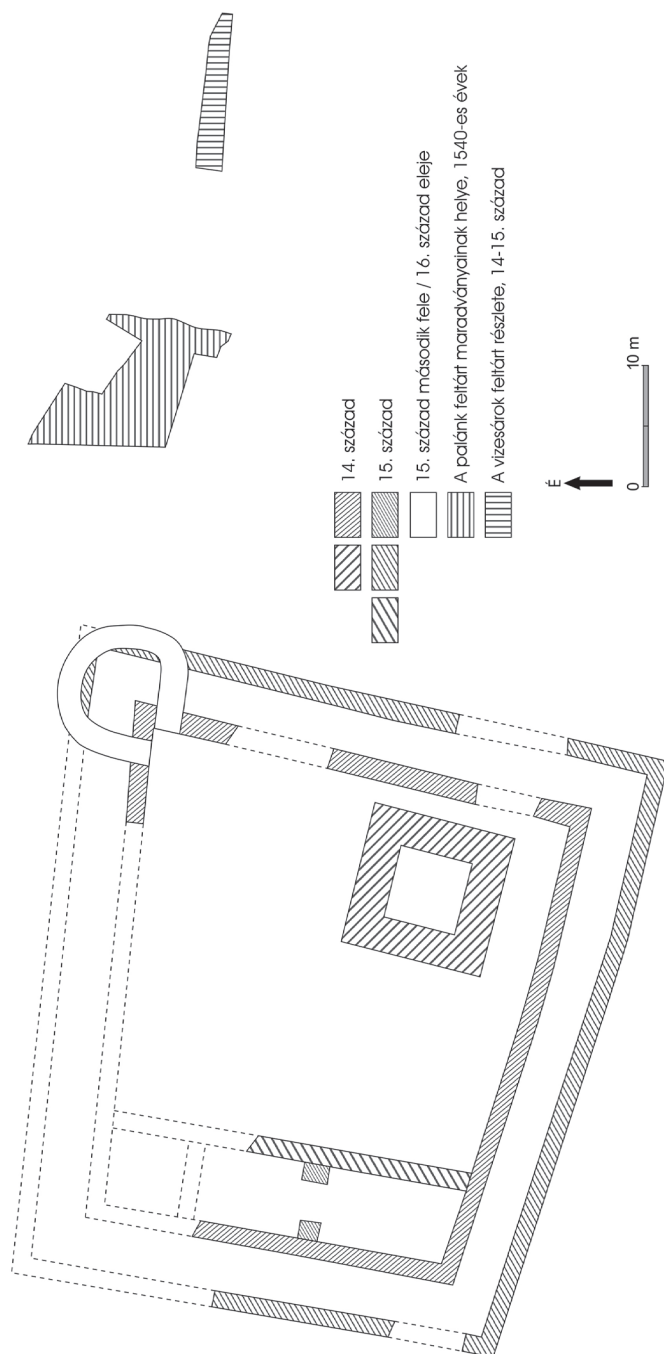 14. század
15. század
15. század második fele / 16. század eleje
A palánk feltárt maradványainak helye, 1540-es évek
A vizesárok feltárt részlete, 14-15. század
É
0
10 m